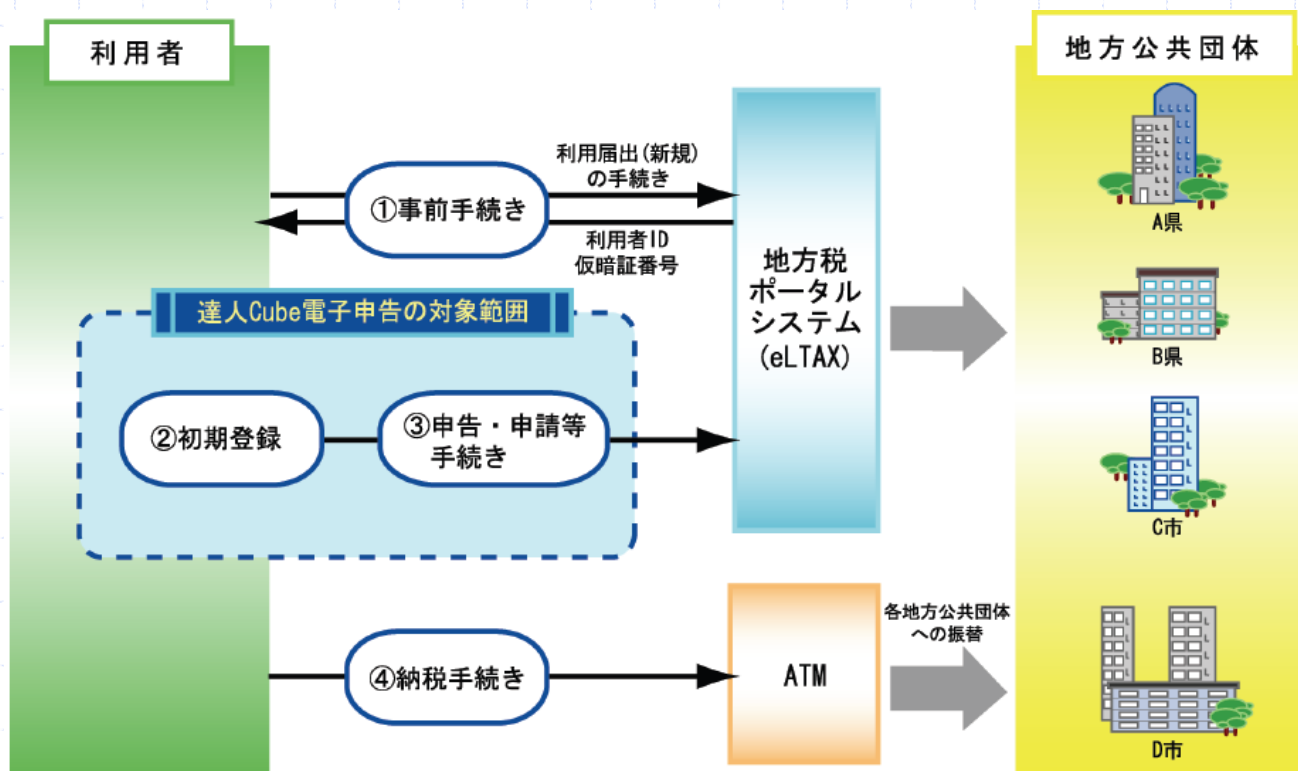 利用者
地方公共団体
利用届出(新規)
の手続き
①事前手続き
利用者ID
仮暗証番号
地方税
ポータル
システム
(eLTAX)
達人Cube電子申告の対象範囲
②初期登録
③申告・申請等
手続き
④納税手続き
ATM
各地方公共団体
への振替
A県
B県
C市
D市